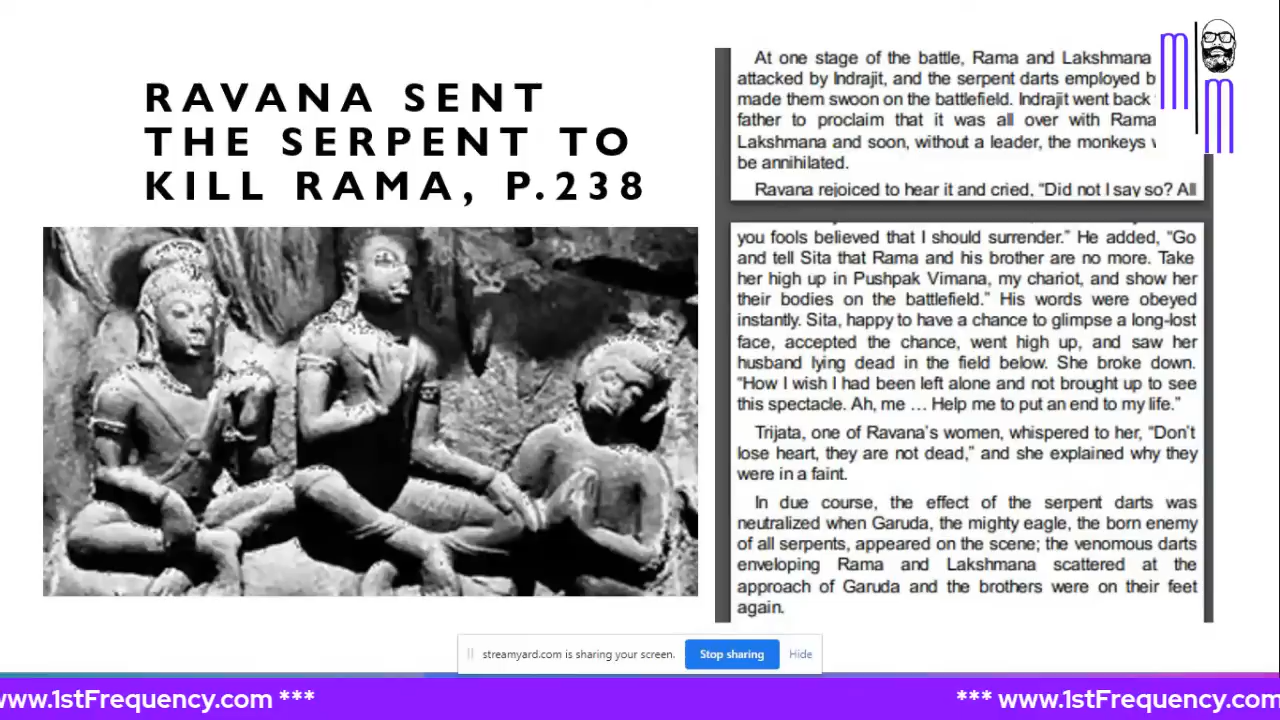 RAVANA SENT
THE SERPENT TO
KILL RAMA, P.238
At one stage of the battle, Rama and Lakshmana
attacked by Indrajit, and the serpent darts employed
made them swoon on the battlefield. Indrajit went back
father to proclaim that it was all over with Rama
Lakshmana and soon, without a leader, the monkeys
be annihilated.
Ravana rejoiced to hear it and cried, "Did not I say so? All
you fools believed that I should surrender." He added, "Go
and tell Sita that Rama and his brother are no more. Take
her high up in Pushpak Vimana, my chariot, and show her
their bodies on the battlefield." His words were obeyed
instantly. Sita, happy to have a chance to glimpse a long-lost
face, accepted the chance, went high up, and saw her
husband lying dead in the field below. She broke down.
"How I wish I had been left alone and not brought up to see
this spectacle. Ah, me … Help me to put an end to my life."
Trijata, one of Ravana's women, whispered to her, "Don't
lose heart, they are not dead," and she explained why they
were in a faint.
In due course, the effect of the serpent darts was
neutralized when Garuda, the mighty eagle, the born enemy
of all serpents, appeared on the scene; the venomous darts
enveloping Rama and Lakshmana scattered at the
approach of Garuda and the brothers were on their feet
again.
m m
streamyard.com is sharing your screen. Stop sharing Hide
www.1stFrequency.com *** *** www.1stFrequency.com